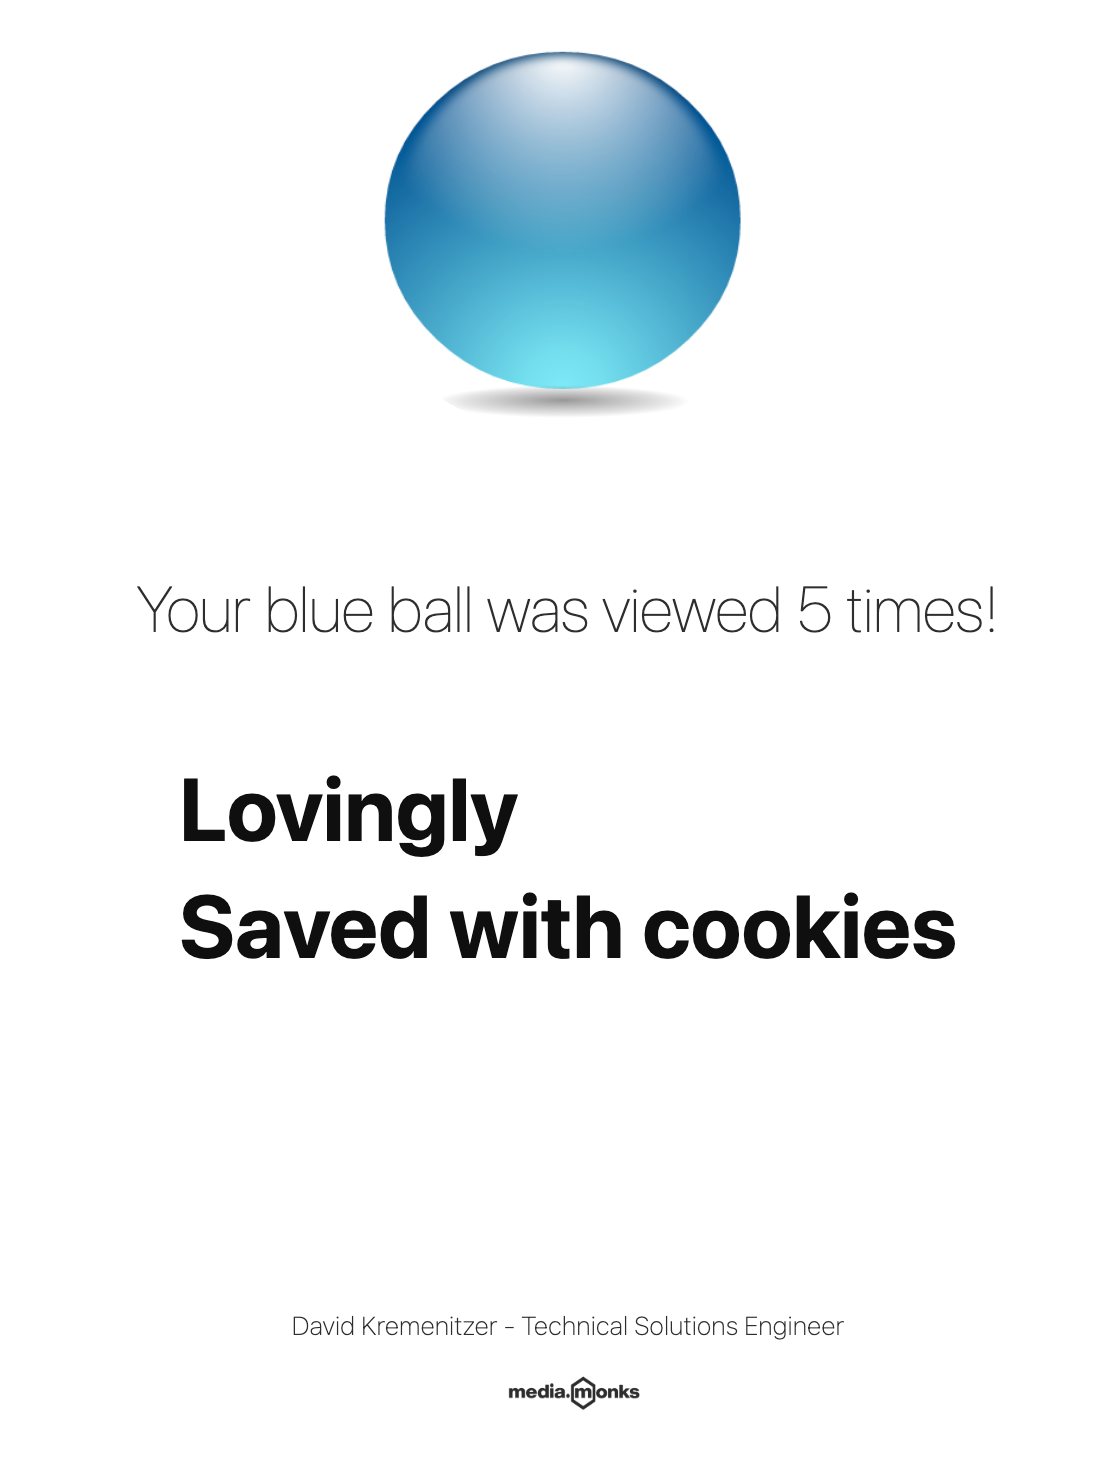 Your blue ball was viewed 5 times!
Lovingly
Saved with cookies
David Kremenitzer - Technical Solutions Engineer
media.monks